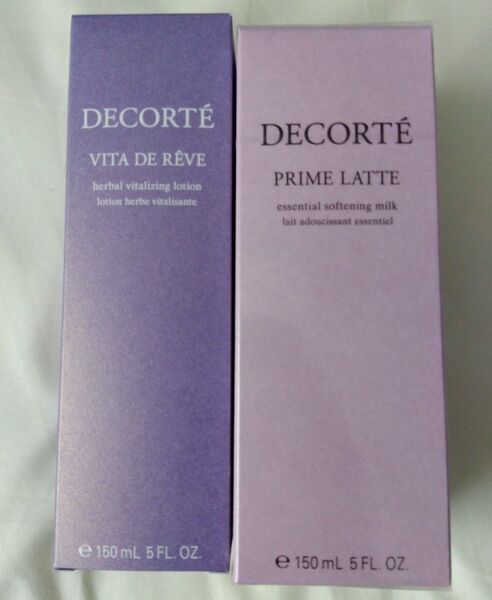 DECORTÉ
VITA DE RÊVE
herbal vitalizing lotion
lotion herbe vitalisante
℮ 150 mL 5 FL. OZ.
DECORTÉ
PRIME LATTE
essential softening milk
lait adoucissant essentiel
℮ 150 mL 5 FL. OZ.